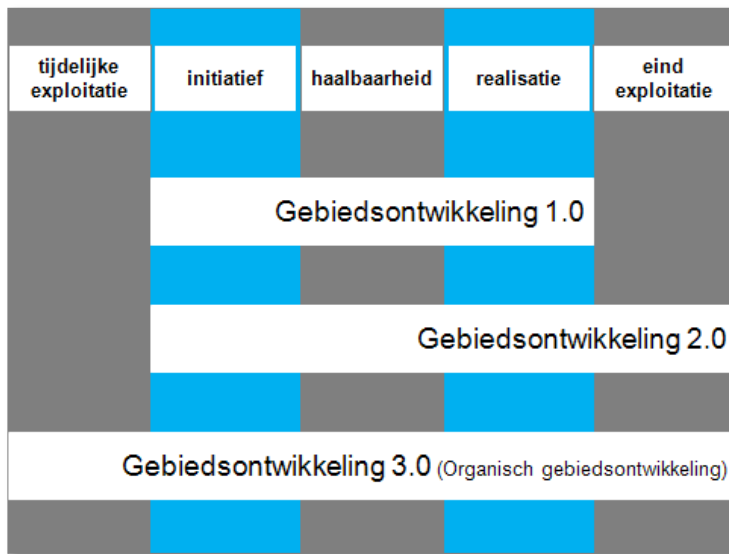 tijdelijke
exploitatie
initiatief
haalbaarheid
realisatie
eind
exploitatie
Gebiedsontwikkeling 1.0
Gebiedsontwikkeling 2.0
Gebiedsontwikkeling 3.0 (Organisch gebiedsontwikkeling)